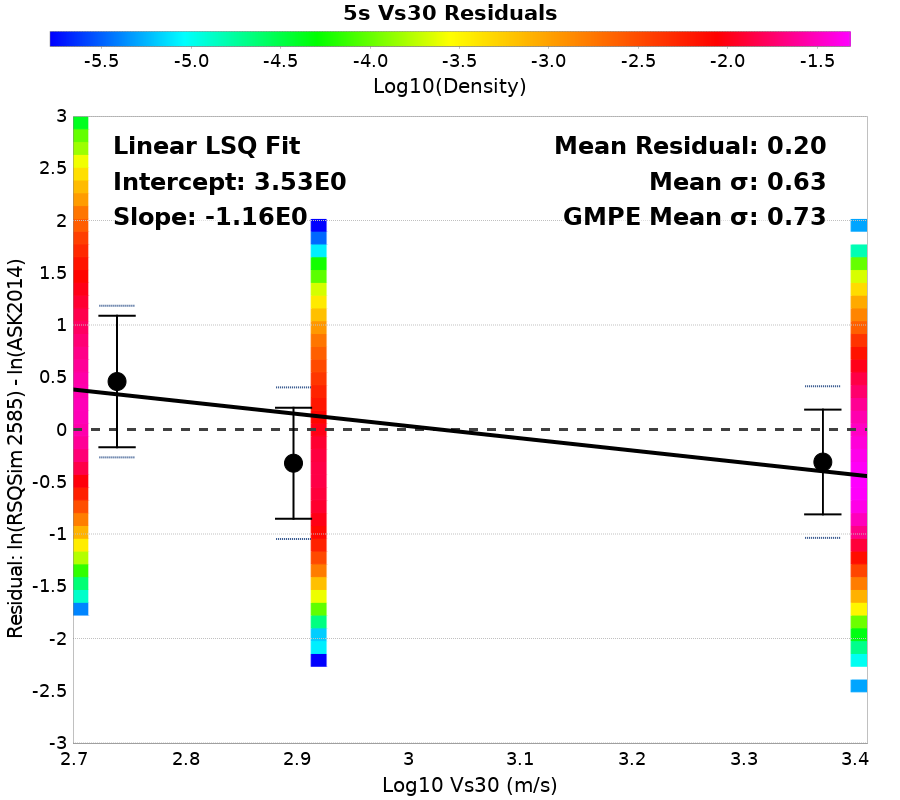 5s Vs30 Residuals
-5.5 -5.0 -4.5 -4.0 -3.5 -3.0 -2.5 -2.0 -1.5
Log10(Density)
Linear LSQ Fit
Intercept: 3.53E0
Slope: -1.16E0
Mean Residual: 0.20
Mean σ: 0.63
GMPE Mean σ: 0.73
Residual: ln(RSQSim 2585) - ln(ASK2014)
3
2.5
2
1.5
1
0.5
0
-0.5
-1
-1.5
-2
-2.5
-3
2.7 2.8 2.9 3 3.1 3.2 3.3 3.4
Log10 Vs30 (m/s)